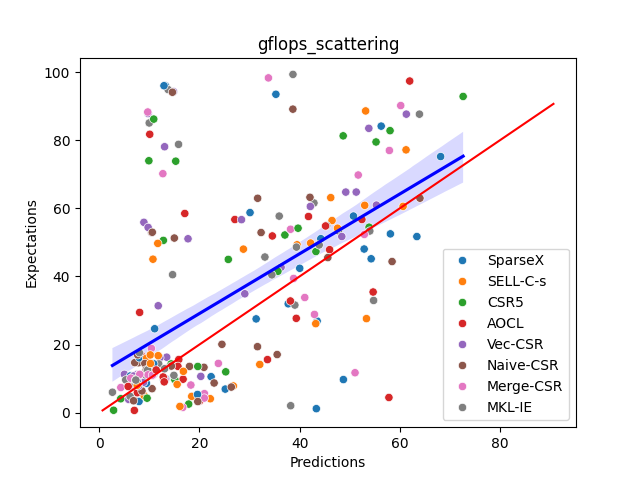 gflops_scattering
Expectations
100
80
60
40
20
0
SparseX
SELL-C-s
CSR5
AOCL
Vec-CSR
Naive-CSR
Merge-CSR
MKL-IE
0 20 40 60 80
Predictions